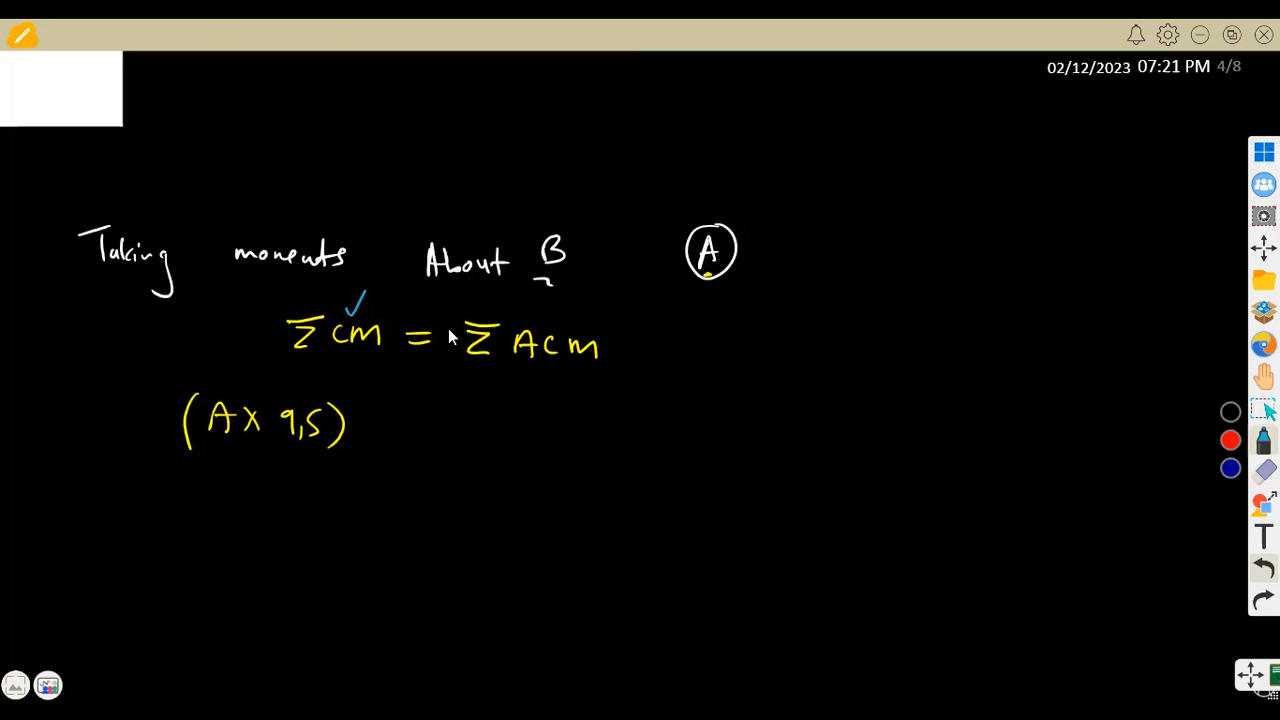 02/12/2023 07:21 PM 4/8
Taking moments About B A
Σ cm = Σ Acm
(A x 9,5)
T